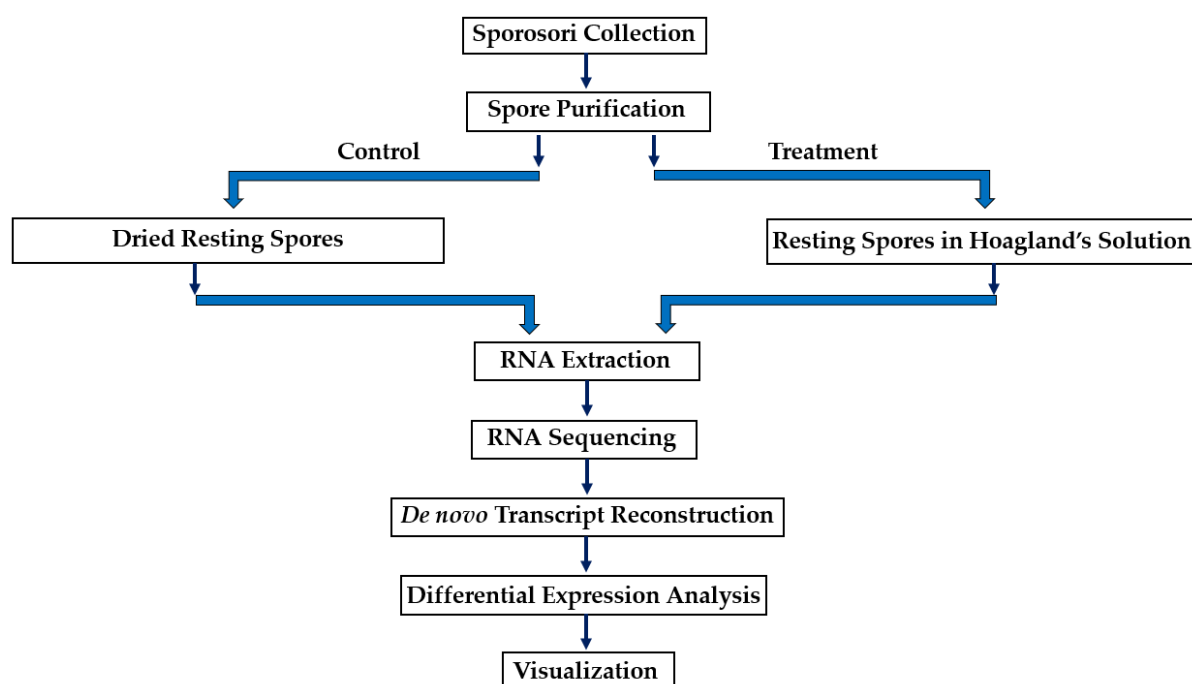 Sporosori Collection
Spore Purification
Control
Treatment
Dried Resting Spores
Resting Spores in Hoagland's Solution
RNA Extraction
RNA Sequencing
De novo Transcript Reconstruction
Differential Expression Analysis
Visualization